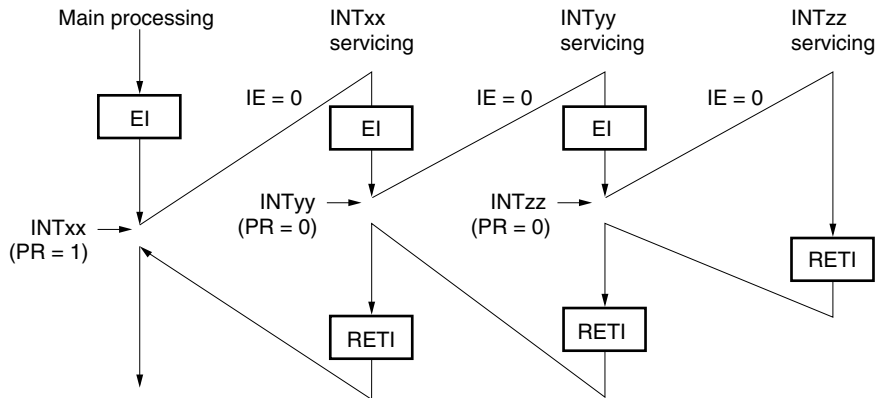 Main processing
INTxx
servicing
INTyy
servicing
INTzz
servicing
IE = 0
IE = 0
IE = 0
EI
EI
EI
INTxx
(PR = 1)
INTyy
(PR = 0)
INTzz
(PR = 0)
RETI
RETI
RETI